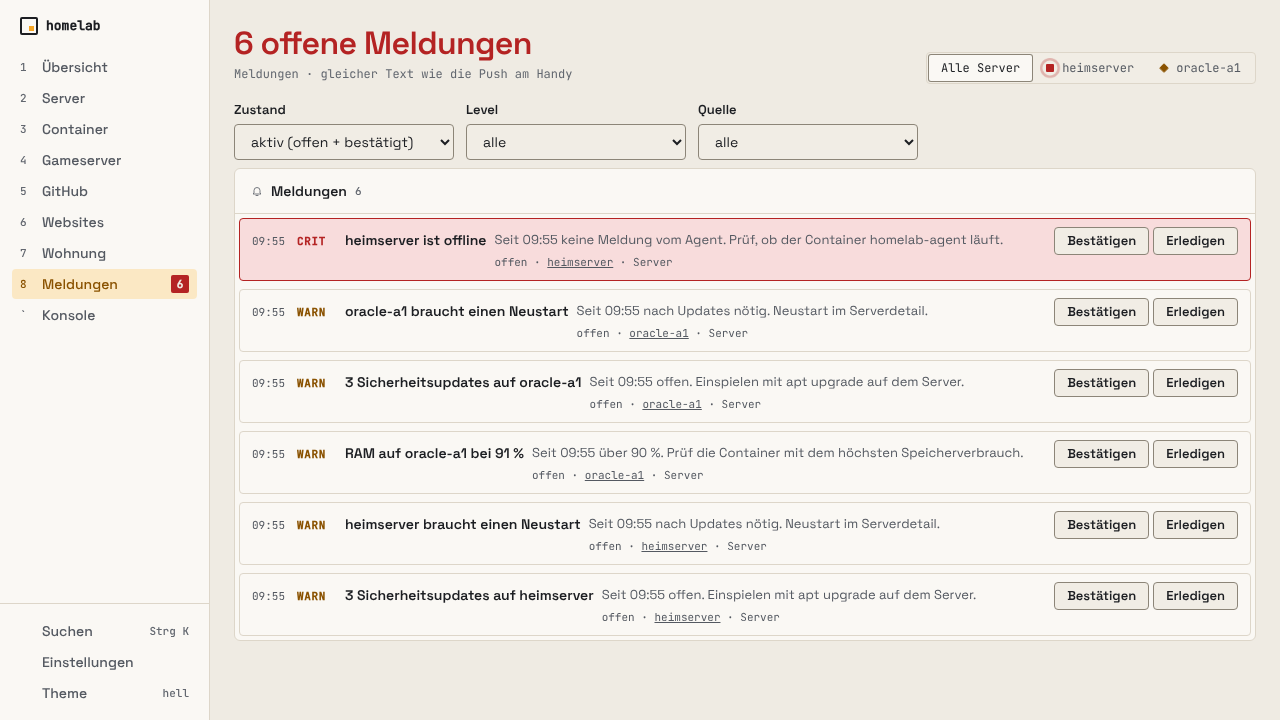 homelab
1 Übersicht
2 Server
3 Container
4 Gameserver
5 GitHub
6 Websites
7 Wohnung
8 Meldungen 6
` Konsole
Suchen Strg K
Einstellungen
Theme hell
6 offene Meldungen
Meldungen · gleicher Text wie die Push am Handy
Alle Server heimserver oracle-a1
Zustand Level Quelle
aktiv (offen + bestätigt) alle alle
Meldungen 6
09:55 CRIT heimserver ist offline Seit 09:55 keine Meldung vom Agent. Prüf, ob der Container homelab-agent läuft. Bestätigen Erledigen
offen · heimserver · Server
09:55 WARN oracle-a1 braucht einen Neustart Seit 09:55 nach Updates nötig. Neustart im Serverdetail. Bestätigen Erledigen
offen · oracle-a1 · Server
09:55 WARN 3 Sicherheitsupdates auf oracle-a1 Seit 09:55 offen. Einspielen mit apt upgrade auf dem Server. Bestätigen Erledigen
offen · oracle-a1 · Server
09:55 WARN RAM auf oracle-a1 bei 91 % Seit 09:55 über 90 %. Prüf die Container mit dem höchsten Speicherverbrauch. Bestätigen Erledigen
offen · oracle-a1 · Server
09:55 WARN heimserver braucht einen Neustart Seit 09:55 nach Updates nötig. Neustart im Serverdetail. Bestätigen Erledigen
offen · heimserver · Server
09:55 WARN 3 Sicherheitsupdates auf heimserver Seit 09:55 offen. Einspielen mit apt upgrade auf dem Server. Bestätigen Erledigen
offen · heimserver · Server